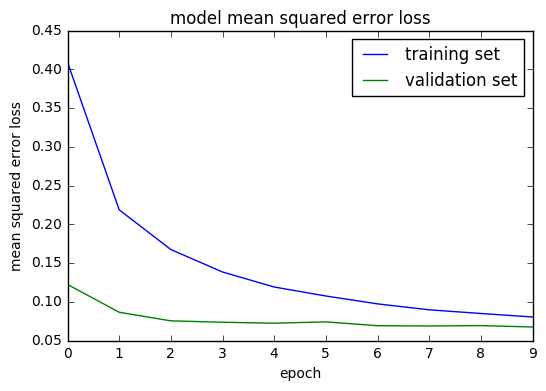 model mean squared error loss
0.45
0.40
0.35
0.30
0.25
0.20
0.15
0.10
0.05
mean squared error loss
training set
validation set
0 1 2 3 4 5 6 7 8 9
epoch